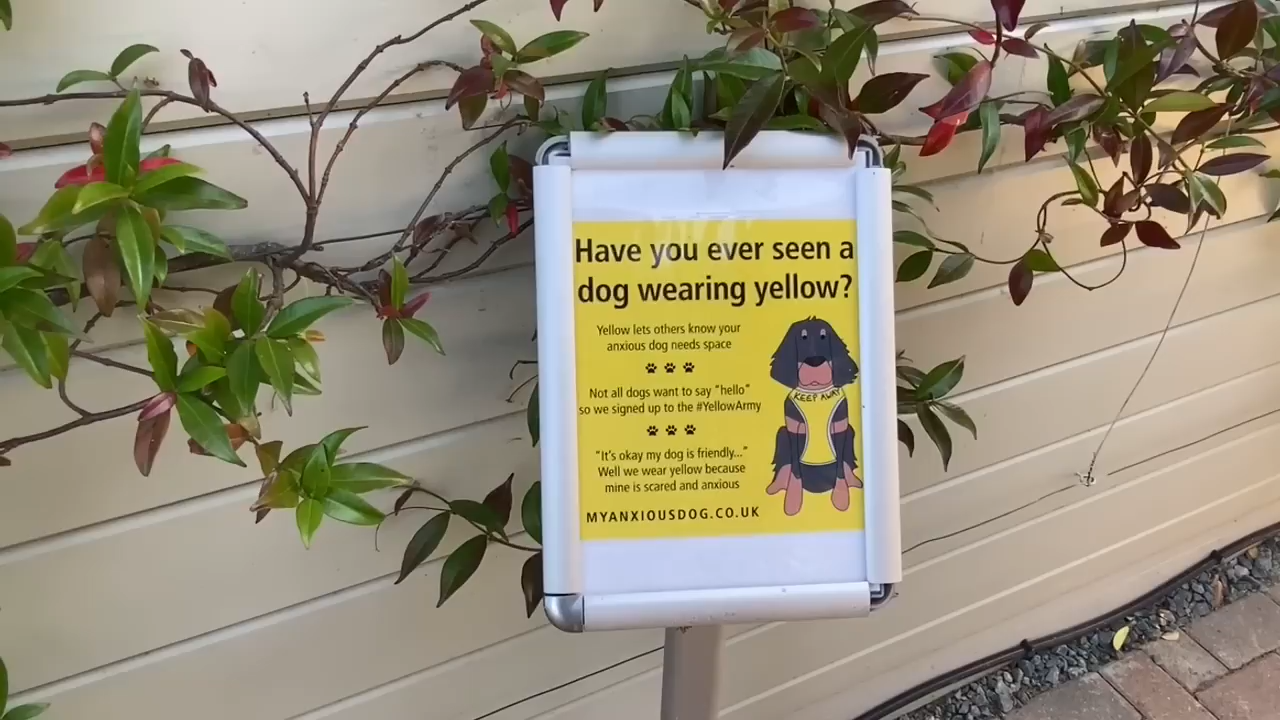 Have you ever seen a
dog wearing yellow?
Yellow lets others know your
anxious dog needs space
Not all dogs want to say "hello"
so we signed up to the #YellowArmy
"It's okay my dog is friendly..."
Well we wear yellow because
mine is scared and anxious
MYANXIOUSDOG.CO.UK
KEEP AWAY